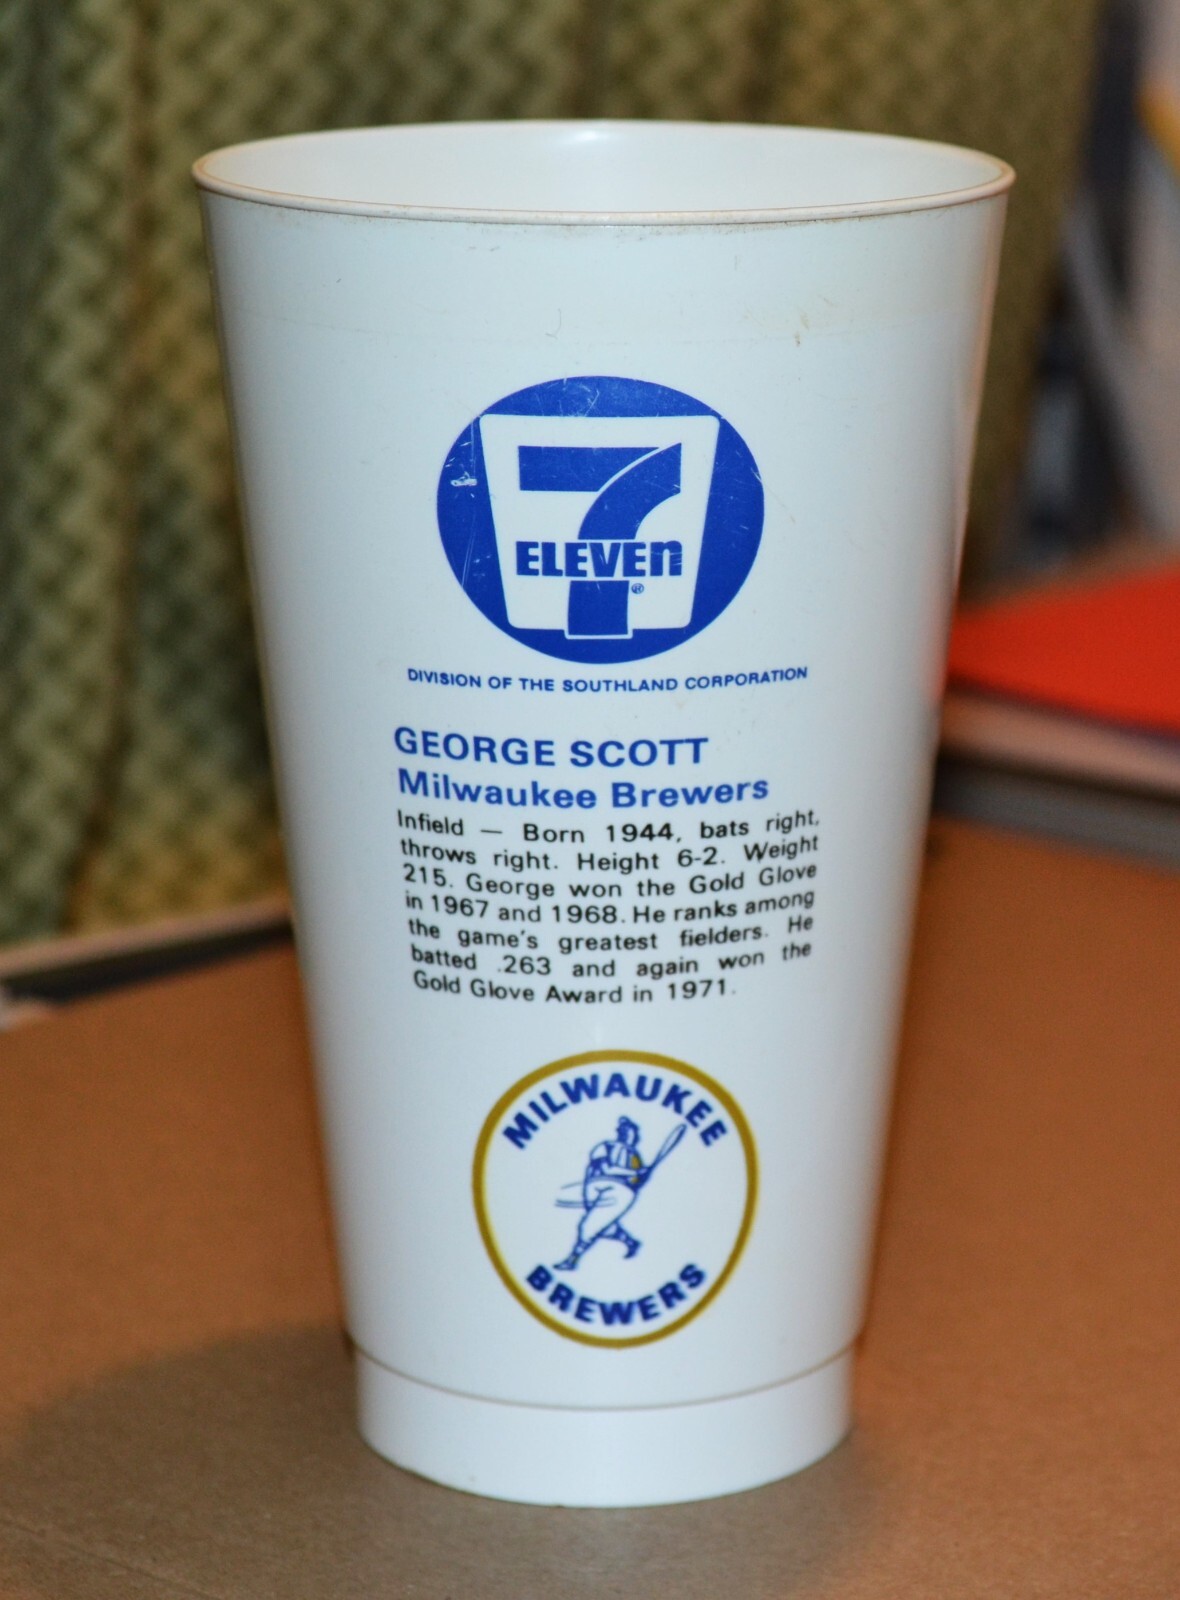 7
ELEVEn
®
DIVISION OF THE SOUTHLAND CORPORATION
GEORGE SCOTT
Milwaukee Brewers
Infield — Born 1944, bats right,
throws right. Height 6-2. Weight
215. George won the Gold Glove
in 1967 and 1968. He ranks among
the game's greatest fielders. He
batted .263 and again won the
Gold Glove Award in 1971.
MILWAUKEE
BREWERS